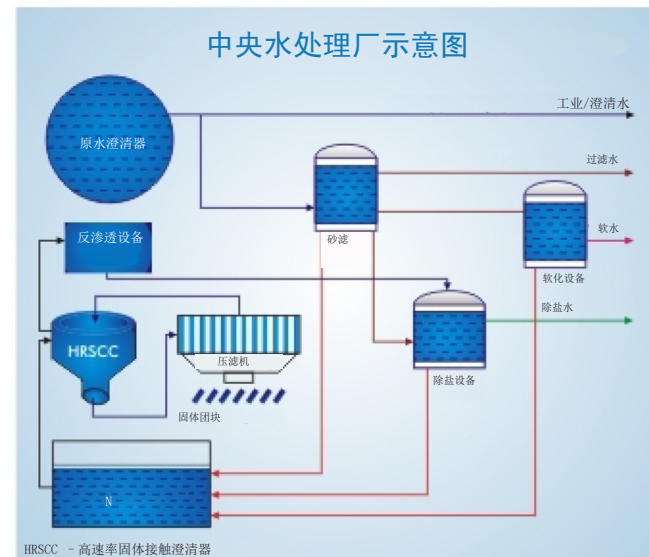 中央水处理厂示意图
工业/澄清水
原水澄清器
过滤水
反渗透设备
砂滤
软水
软化设备
除盐水
HRSCC
压滤机
除盐设备
固体团块
N
HRSCC - 高速率固体接触澄清器